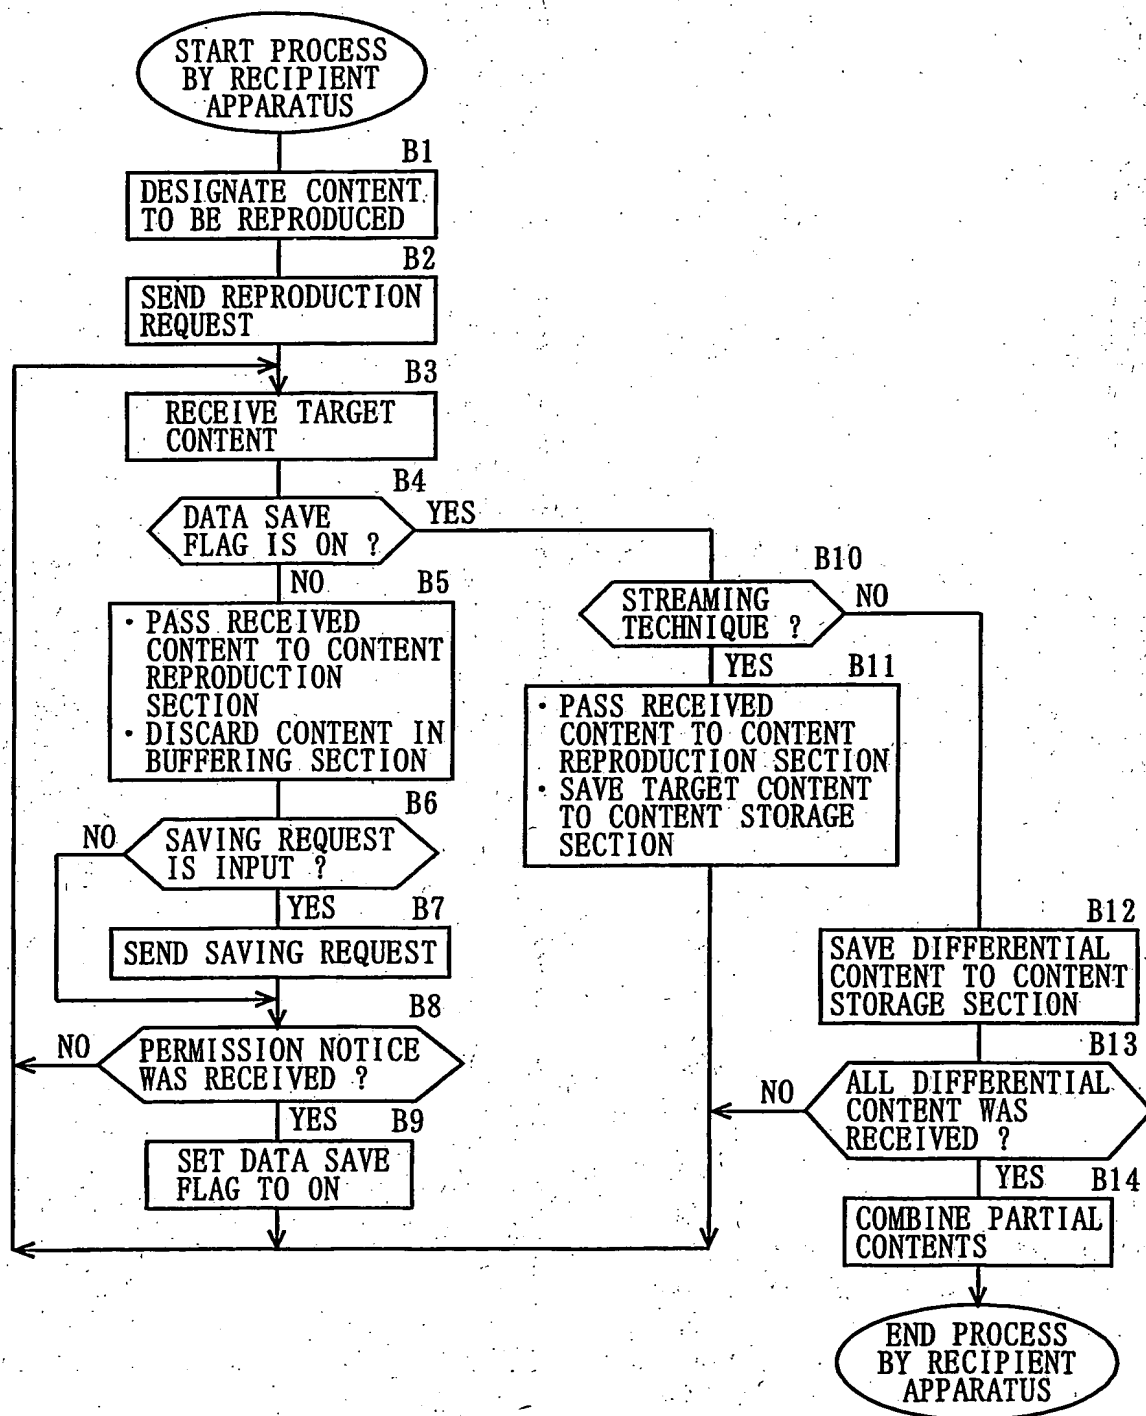 START PROCESS
BY RECIPIENT
APPARATUS
B1
DESIGNATE CONTENT
TO BE REPRODUCED
B2
SEND REPRODUCTION
REQUEST
B3
RECEIVE TARGET
CONTENT
B4
DATA SAVE
FLAG IS ON ?
YES
NO
B5
· PASS RECEIVED
CONTENT TO CONTENT
REPRODUCTION
SECTION
· DISCARD CONTENT IN
BUFFERING SECTION
B6
SAVING REQUEST
IS INPUT ?
NO
YES
B7
SEND SAVING REQUEST
B8
PERMISSION NOTICE
WAS RECEIVED ?
NO
YES
B9
SET DATA SAVE
FLAG TO ON
B10
STREAMING
TECHNIQUE ?
NO
YES
B11
· PASS RECEIVED
CONTENT TO CONTENT
REPRODUCTION SECTION
· SAVE TARGET CONTENT
TO CONTENT STORAGE
SECTION
B12
SAVE DIFFERENTIAL
CONTENT TO CONTENT
STORAGE SECTION
B13
ALL DIFFERENTIAL
CONTENT WAS
RECEIVED ?
NO
YES
B14
COMBINE PARTIAL
CONTENTS
END PROCESS
BY RECIPIENT
APPARATUS